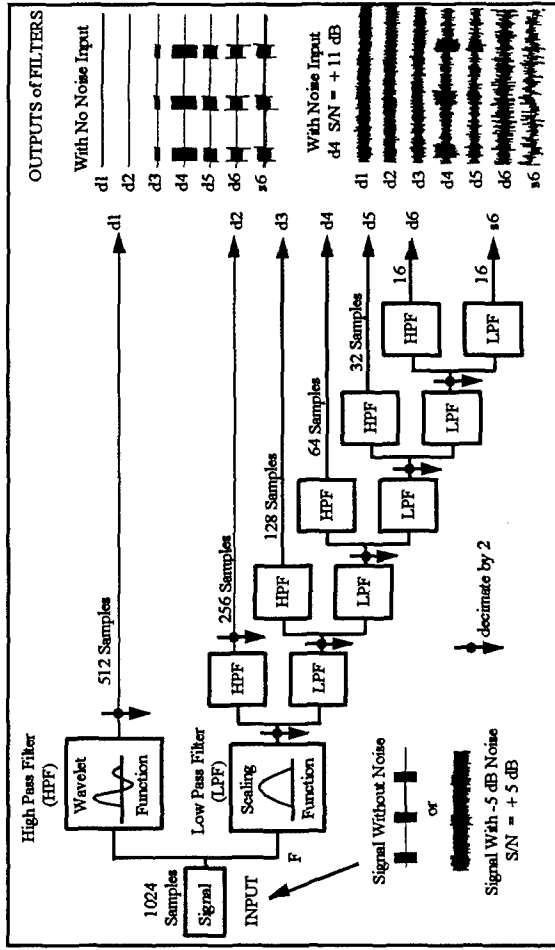 High Pass Filter
(HPF)
Wavelet
Function
512 Samples
d1
1024
Samples
Signal
INPUT
F
Low Pass Filter
(LPF)
Scaling
Function
HPF
256 Samples
d2
LPF
HPF
128 Samples
d3
LPF
HPF
64 Samples
d4
LPF
HPF
32 Samples
d5
LPF
HPF
16
d6
LPF
16
s6
Signal Without Noise
or
Signal With -5 dB Noise
S/N = + 5 dB
decimate by 2
OUTPUTS of FILTERS
With No Noise Input
d1
d2
d3
d4
d5
d6
s6
With Noise Input
d4 S/N = + 11 dB
d1
d2
d3
d4
d5
d6
s6